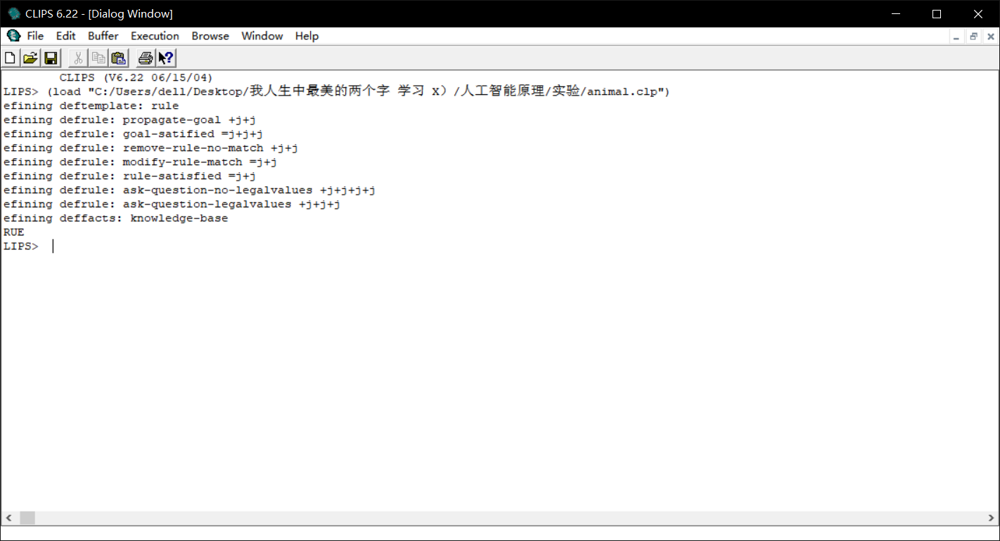 CLIPS 6.22 - [Dialog Window]
File Edit Buffer Execution Browse Window Help
CLIPS (V6.22 06/15/04)
LIPS> (load "C:/Users/dell/Desktop/我人生中最美的两个字 学习 X）/人工智能原理/实验/animal.clp")
efining deftemplate: rule
efining defrule: propagate-goal +j+j
efining defrule: goal-satified =j+j+j
efining defrule: remove-rule-no-match +j+j
efining defrule: modify-rule-match =j+j
efining defrule: rule-satisfied =j+j
efining defrule: ask-question-no-legalvalues +j+j+j+j
efining defrule: ask-question-legalvalues +j+j+j
efining deffacts: knowledge-base
RUE
LIPS>